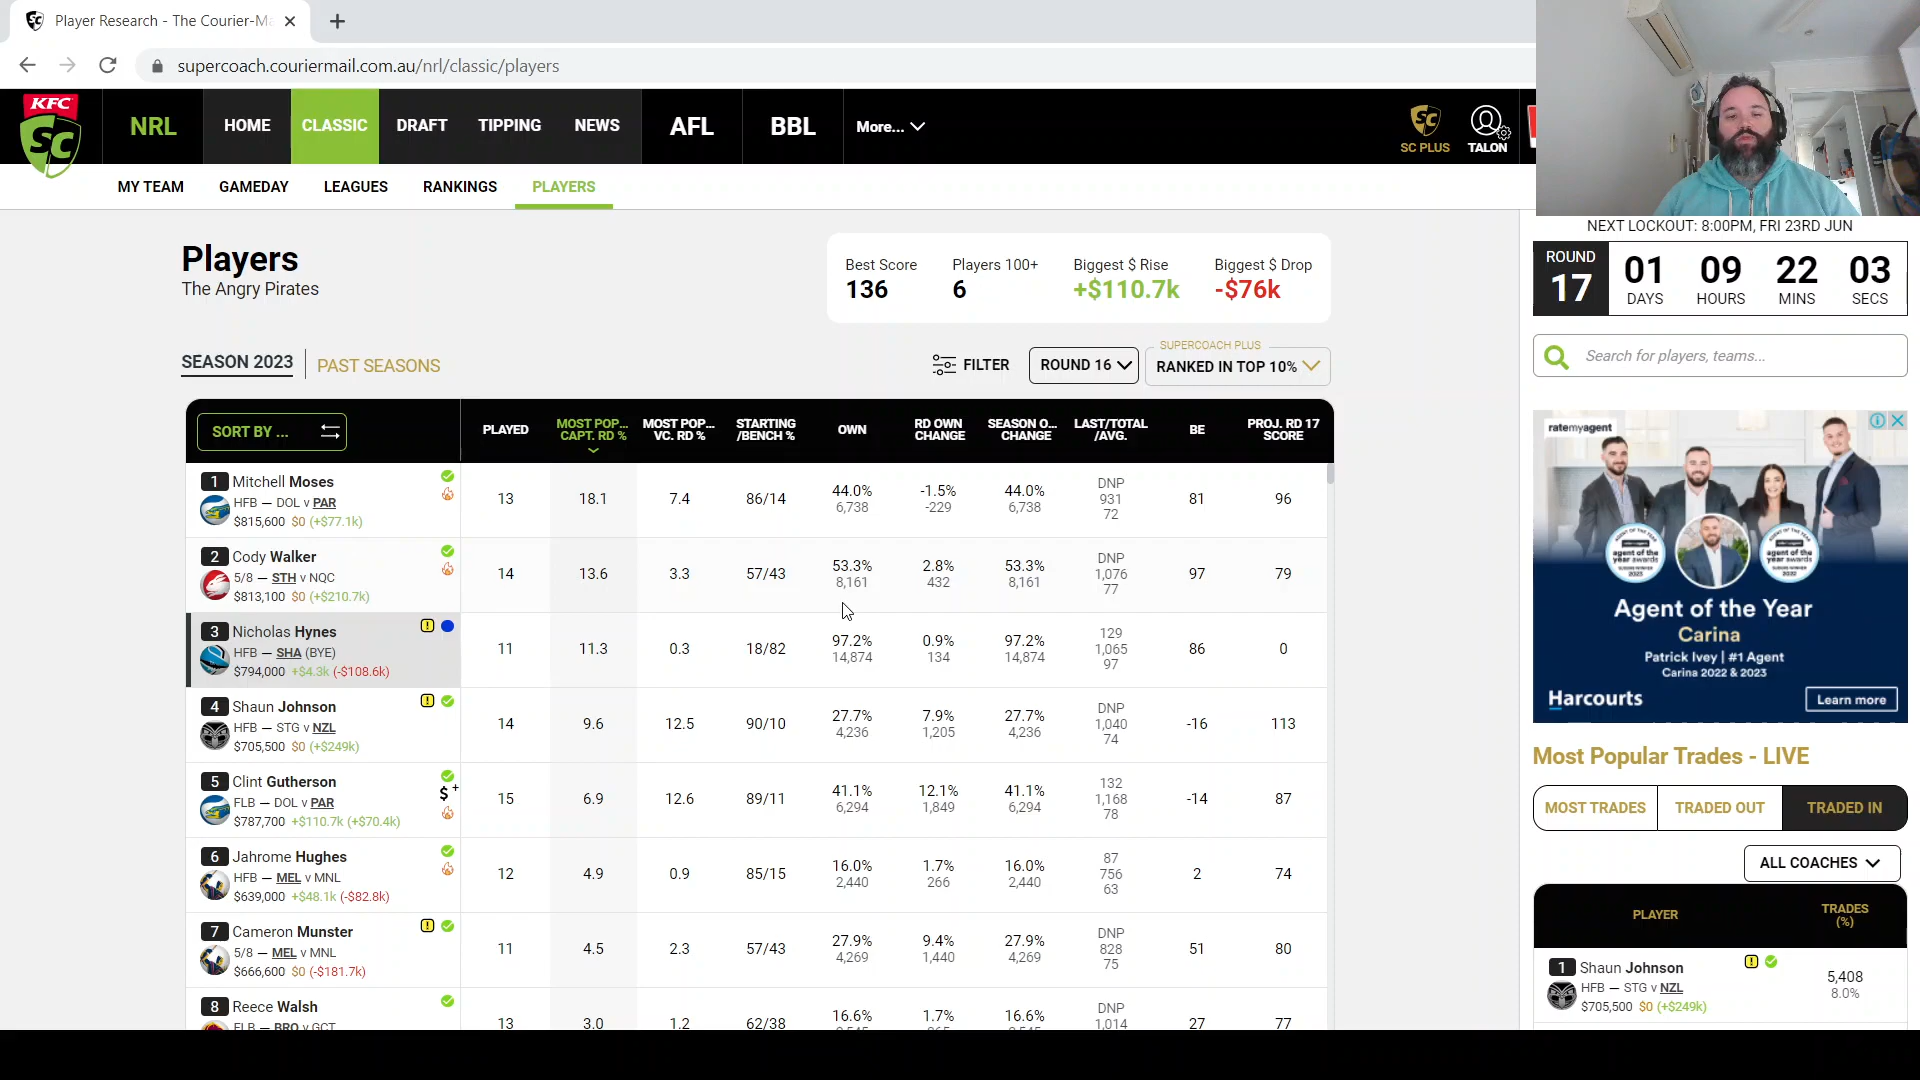 Player Research - The Courier-Ma
supercoach.couriermail.com.au/nrl/classic/players
KFC
SC
NRL
HOME
CLASSIC
DRAFT
TIPPING
NEWS
AFL
BBL
More...
SC
SC PLUS
TALON
MY TEAM
GAMEDAY
LEAGUES
RANKINGS
PLAYERS
NEXT LOCKOUT: 8:00PM, FRI 23RD JUN
ROUND 17
01 DAYS
09 HOURS
22 MINS
03 SECS
Search for players, teams...
Players
The Angry Pirates
Best Score Players 100+ Biggest $ Rise Biggest $ Drop
136 6 +$110.7k -$76k
SEASON 2023 PAST SEASONS
FILTER
ROUND 16
SUPERCOACH PLUS
RANKED IN TOP 10%
SORT BY ...
PLAYED
MOST POP... CAPT. RD %
MOST POP... VC. RD %
STARTING /BENCH %
OWN
RD OWN CHANGE
SEASON O... CHANGE
LAST/TOTAL /AVG.
BE
PROJ. RD 17 SCORE
1 Mitchell Moses
HFB — DOL v PAR
$815,600 $0 (+$77.1k)
13 18.1 7.4 86/14 44.0% 6,738 -1.5% -229 44.0% 6,738 DNP 931 72 81 96
2 Cody Walker
5/8 — STH v NQC
$813,100 $0 (+$210.7k)
14 13.6 3.3 57/43 53.3% 8,161 2.8% 432 53.3% 8,161 DNP 1,076 77 97 79
3 Nicholas Hynes
HFB — SHA (BYE)
$794,000 +$4.3k (-$108.6k)
11 11.3 0.3 18/82 97.2% 14,874 0.9% 134 97.2% 14,874 129 1,065 97 86 0
4 Shaun Johnson
HFB — STG v NZL
$705,500 $0 (+$249k)
14 9.6 12.5 90/10 27.7% 4,236 7.9% 1,205 27.7% 4,236 DNP 1,040 74 -16 113
5 Clint Gutherson
FLB — DOL v PAR
$787,700 +$110.7k (+$70.4k)
$+
15 6.9 12.6 89/11 41.1% 6,294 12.1% 1,849 41.1% 6,294 132 1,168 78 -14 87
6 Jahrome Hughes
HFB — MEL v MNL
$639,000 +$48.1k (-$82.8k)
12 4.9 0.9 85/15 16.0% 2,440 1.7% 266 16.0% 2,440 87 756 63 2 74
7 Cameron Munster
5/8 — MEL v MNL
$666,600 $0 (-$181.7k)
11 4.5 2.3 57/43 27.9% 4,269 9.4% 1,440 27.9% 4,269 DNP 828 75 51 80
8 Reece Walsh
FLB — BRO v GCT
13 3.0 1.2 62/38 16.6% 1.7% 16.6% DNP 1,014 27 77
ratemyagent
Agent of the Year
Carina
Patrick Ivey | #1 Agent
Carina 2022 & 2023
Harcourts
Learn more
Most Popular Trades - LIVE
MOST TRADES
TRADED OUT
TRADED IN
ALL COACHES
PLAYER
TRADES (%)
1 Shaun Johnson
HFB — STG v NZL
$705,500 $0 (+$249k)
5,408
8.0%